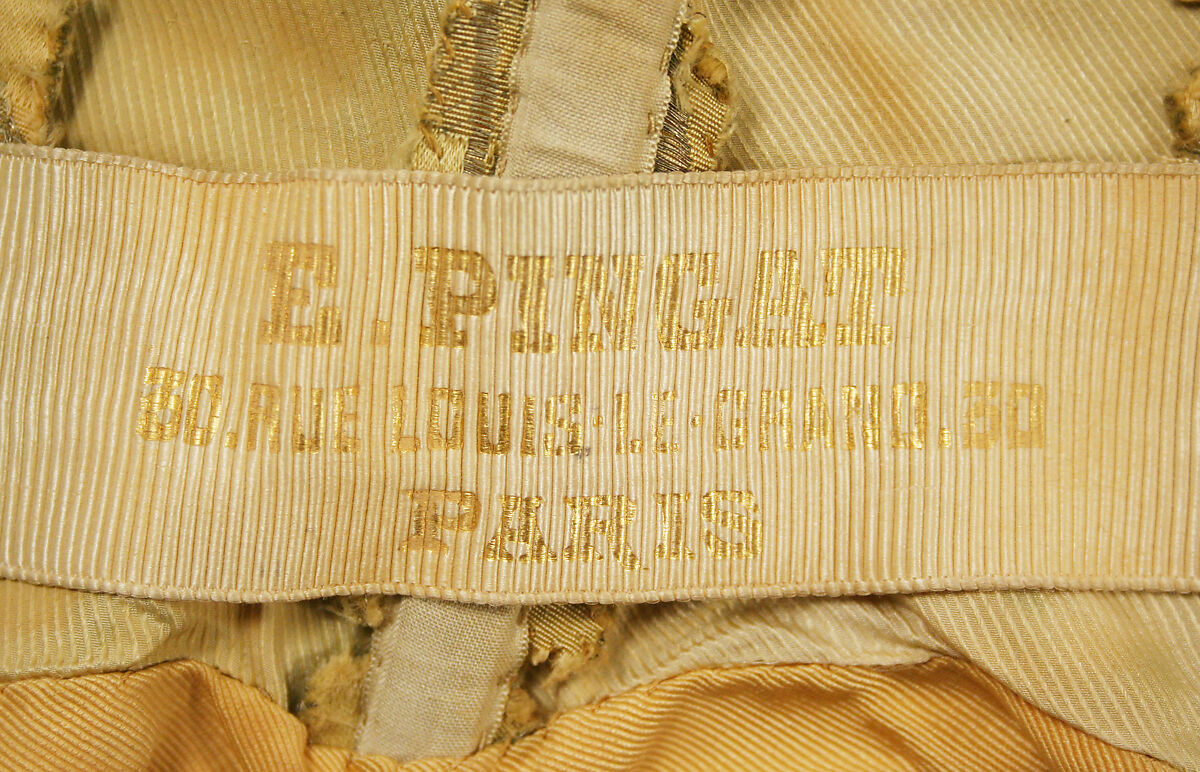 E. PINGAT
30. RUE LOUIS·LE·GRAND. 30
PARIS